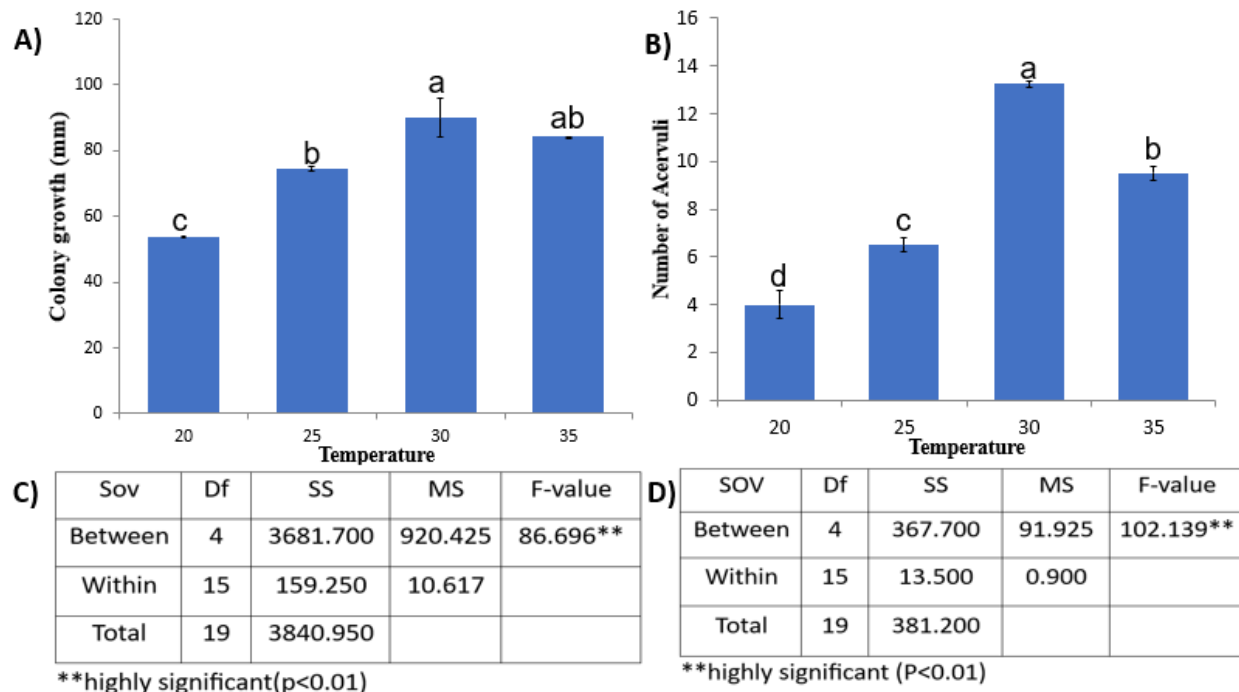 A)
Colony growth (mm)
120
100
80
60
40
20
0
c
b
a
ab
20 25 30 35
Temperature
B)
Number of Acervuli
16
14
12
10
8
6
4
2
0
d
c
a
b
20 25 30 35
Temperature
C)
Sov Df SS MS F-value
Between 4 3681.700 920.425 86.696**
Within 15 159.250 10.617
Total 19 3840.950
**highly significant(p<0.01)
D)
SOV Df SS MS F-value
Between 4 367.700 91.925 102.139**
Within 15 13.500 0.900
Total 19 381.200
**highly significant (P<0.01)